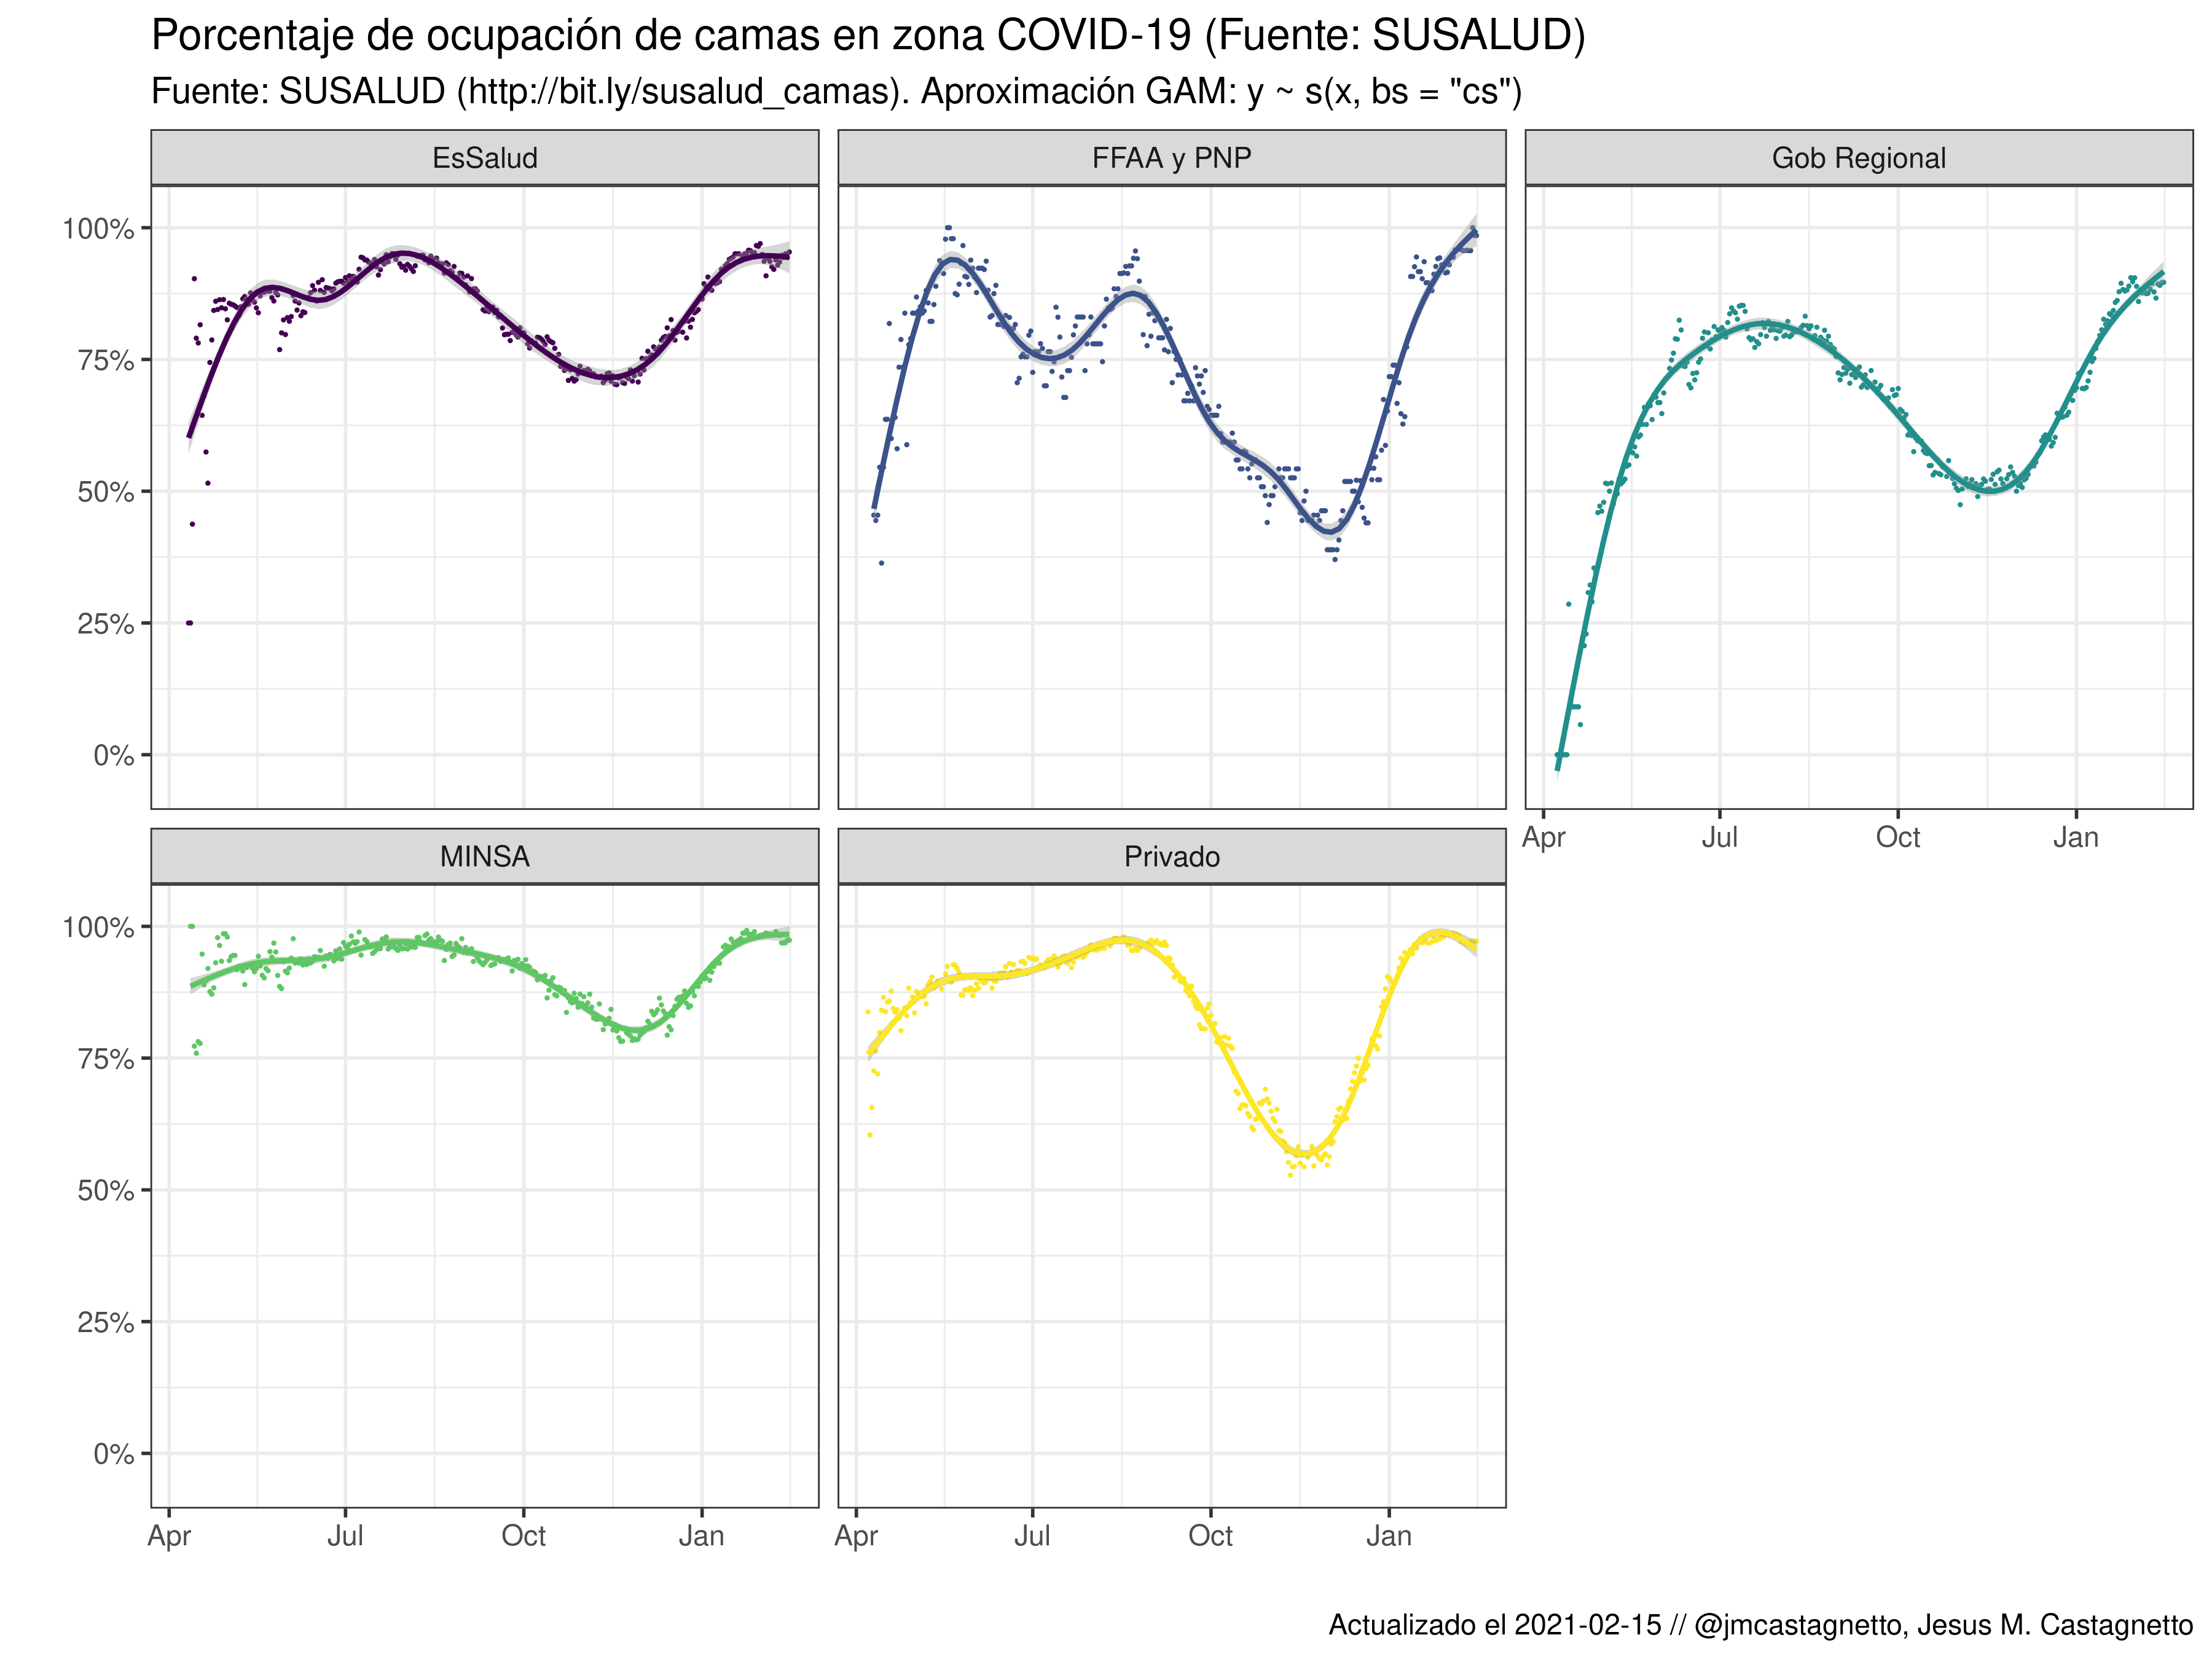 Porcentaje de ocupación de camas en zona COVID-19 (Fuente: SUSALUD)
Fuente: SUSALUD (http://bit.ly/susalud_camas). Aproximación GAM: y ~ s(x, bs = "cs")
EsSalud
FFAA y PNP
Gob Regional
100%
75%
50%
25%
0%
Apr Jul Oct Jan
MINSA
Privado
100%
75%
50%
25%
0%
Apr Jul Oct Jan
Apr Jul Oct Jan
Actualizado el 2021-02-15 // @jmcastagnetto, Jesus M. Castagnetto